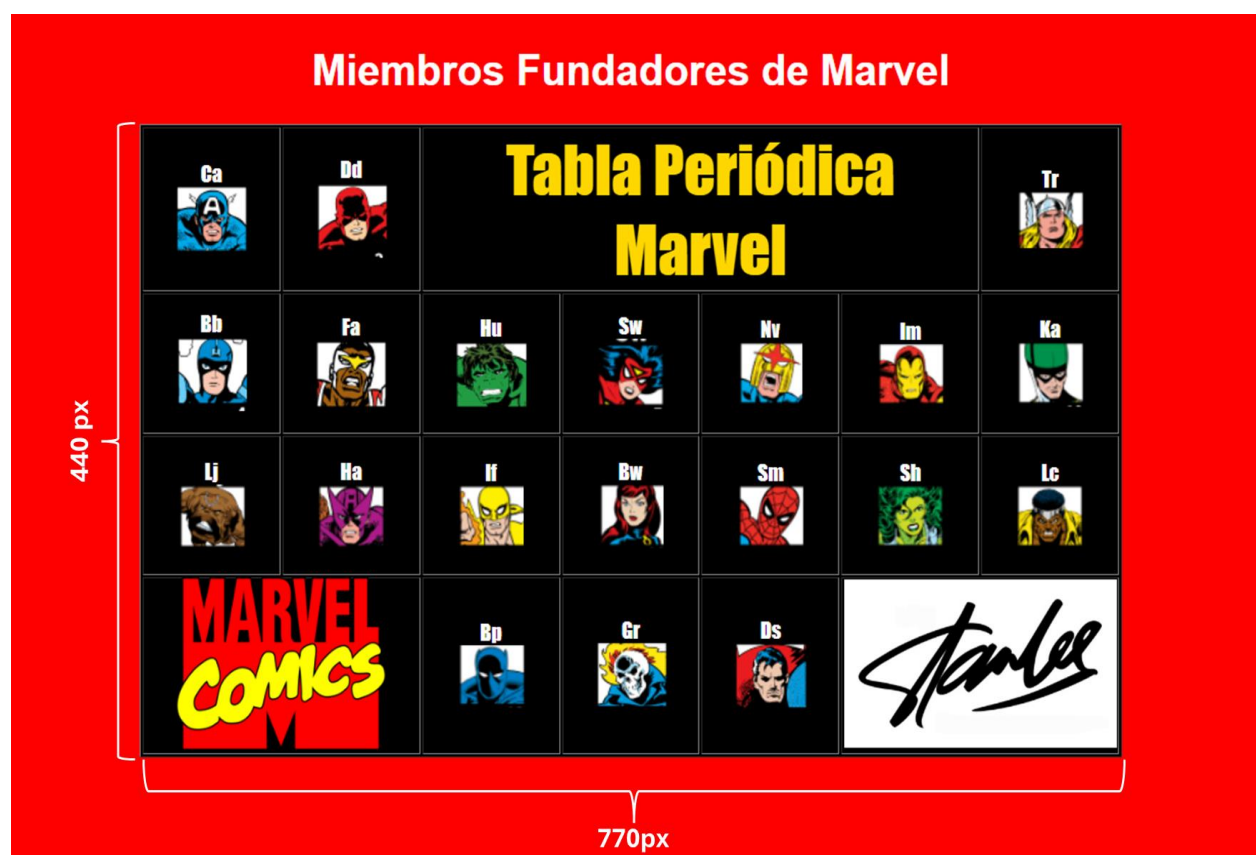 Miembros Fundadores de Marvel
Ca
Dd
Tabla Periódica
Marvel
Tr
Bb
Fa
Hu
Sw
Nv
Im
Ka
440 px
Lj
Ha
If
Bw
Sm
Sh
Lc
MARVEL
COMICS
Bp
Gr
Ds
Stan Lee
770px